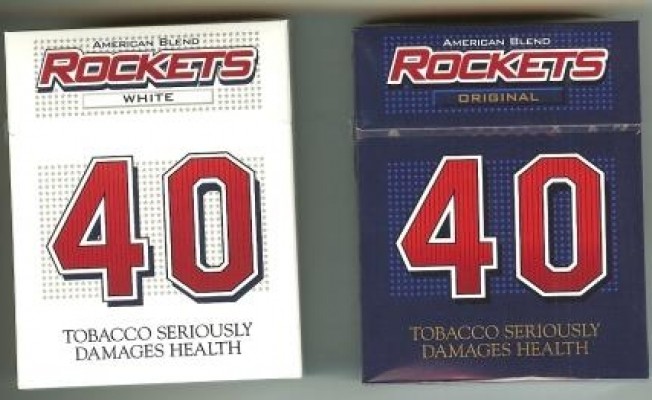 AMERICAN BLEND
ROCKETS
WHITE
40
TOBACCO SERIOUSLY
DAMAGES HEALTH
AMERICAN BLEND
ROCKETS
ORIGINAL
40
TOBACCO SERIOUSLY
DAMAGES HEALTH